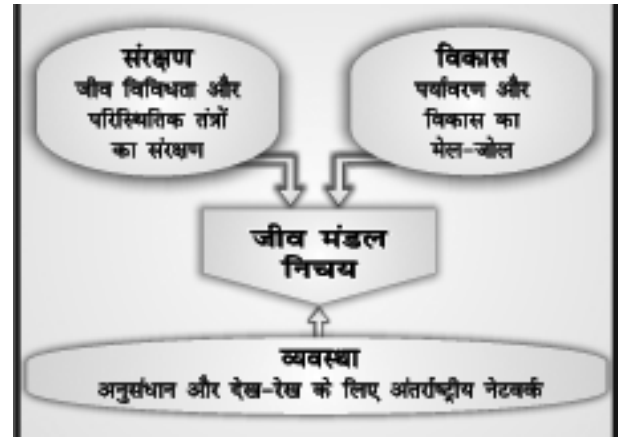 संरक्षण
जीव विविधता और
परिस्थितिक तंत्रों
का संरक्षण
विकास
पर्यावरण और
विकास का
मेल-जोल
जीव मंडल
निचय
व्यवस्था
अनुसंधान और देख-रेख के लिए अंतर्राष्ट्रीय नेटवर्क